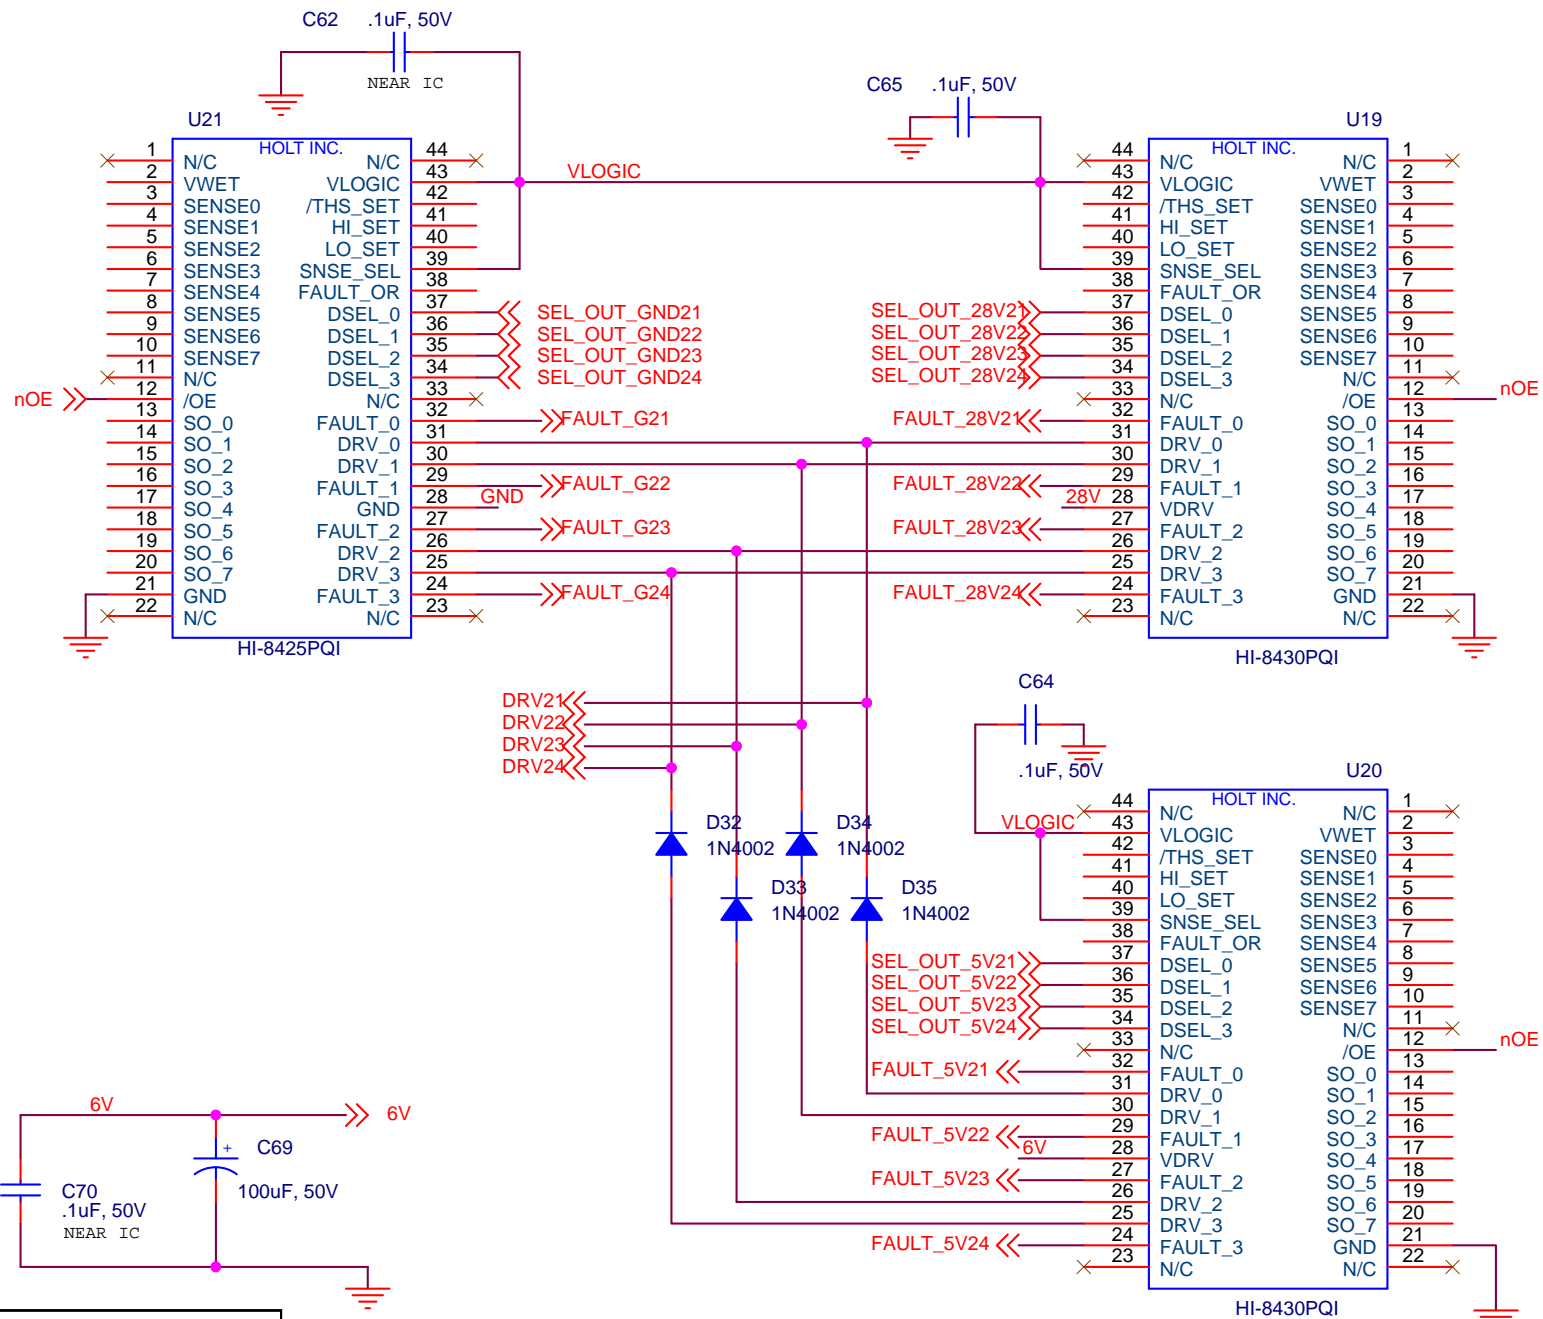 C62 .1uF, 50V
NEAR IC
C65 .1uF, 50V
U21
HOLT INC.
1 N/C N/C 44
2 VWET VLOGIC 43
3 SENSE0 /THS_SET 42
4 SENSE1 HI_SET 41
5 SENSE2 LO_SET 40
6 SENSE3 SNSE_SEL 39
7 SENSE4 FAULT_OR 38
8 SENSE5 DSEL_0 37 SEL_OUT_GND21
9 SENSE6 DSEL_1 36 SEL_OUT_GND22
10 SENSE7 DSEL_2 35 SEL_OUT_GND23
11 N/C DSEL_3 34 SEL_OUT_GND24
nOE 12 /OE N/C 33
13 SO_0 FAULT_0 32 FAULT_G21
14 SO_1 DRV_0 31
15 SO_2 DRV_1 30
16 SO_3 FAULT_1 29 FAULT_G22
17 SO_4 GND 28 GND
18 SO_5 FAULT_2 27 FAULT_G23
19 SO_6 DRV_2 26
20 SO_7 DRV_3 25
21 GND FAULT_3 24 FAULT_G24
22 N/C N/C 23
HI-8425PQI
VLOGIC
U19
HOLT INC.
44 N/C N/C 1
43 VLOGIC VWET 2
42 /THS_SET SENSE0 3
41 HI_SET SENSE1 4
40 LO_SET SENSE2 5
39 SNSE_SEL SENSE3 6
38 FAULT_OR SENSE4 7
SEL_OUT_28V21 37 DSEL_0 SENSE5 8
SEL_OUT_28V22 36 DSEL_1 SENSE6 9
SEL_OUT_28V23 35 DSEL_2 SENSE7 10
SEL_OUT_28V24 34 DSEL_3 N/C 11
33 N/C /OE 12 nOE
FAULT_28V21 32 FAULT_0 SO_0 13
31 DRV_0 SO_1 14
30 DRV_1 SO_2 15
FAULT_28V22 29 FAULT_1 SO_3 16
28V 28 VDRV SO_4 17
FAULT_28V23 27 FAULT_2 SO_5 18
26 DRV_2 SO_6 19
25 DRV_3 SO_7 20
FAULT_28V24 24 FAULT_3 GND 21
23 N/C N/C 22
HI-8430PQI
DRV21
DRV22
DRV23
DRV24
D32
1N4002
D34
1N4002
D33
1N4002
D35
1N4002
C64
.1uF, 50V
U20
HOLT INC.
44 N/C N/C 1
VLOGIC 43 VLOGIC VWET 2
42 /THS_SET SENSE0 3
41 HI_SET SENSE1 4
40 LO_SET SENSE2 5
39 SNSE_SEL SENSE3 6
38 FAULT_OR SENSE4 7
SEL_OUT_5V21 37 DSEL_0 SENSE5 8
SEL_OUT_5V22 36 DSEL_1 SENSE6 9
SEL_OUT_5V23 35 DSEL_2 SENSE7 10
SEL_OUT_5V24 34 DSEL_3 N/C 11
33 N/C /OE 12 nOE
FAULT_5V21 32 FAULT_0 SO_0 13
31 DRV_0 SO_1 14
30 DRV_1 SO_2 15
FAULT_5V22 29 FAULT_1 SO_3 16
6V 28 VDRV SO_4 17
FAULT_5V23 27 FAULT_2 SO_5 18
26 DRV_2 SO_6 19
25 DRV_3 SO_7 20
FAULT_5V24 24 FAULT_3 GND 21
23 N/C N/C 22
HI-8430PQI
6V 6V
+ C69
100uF, 50V
C70
.1uF, 50V
NEAR IC